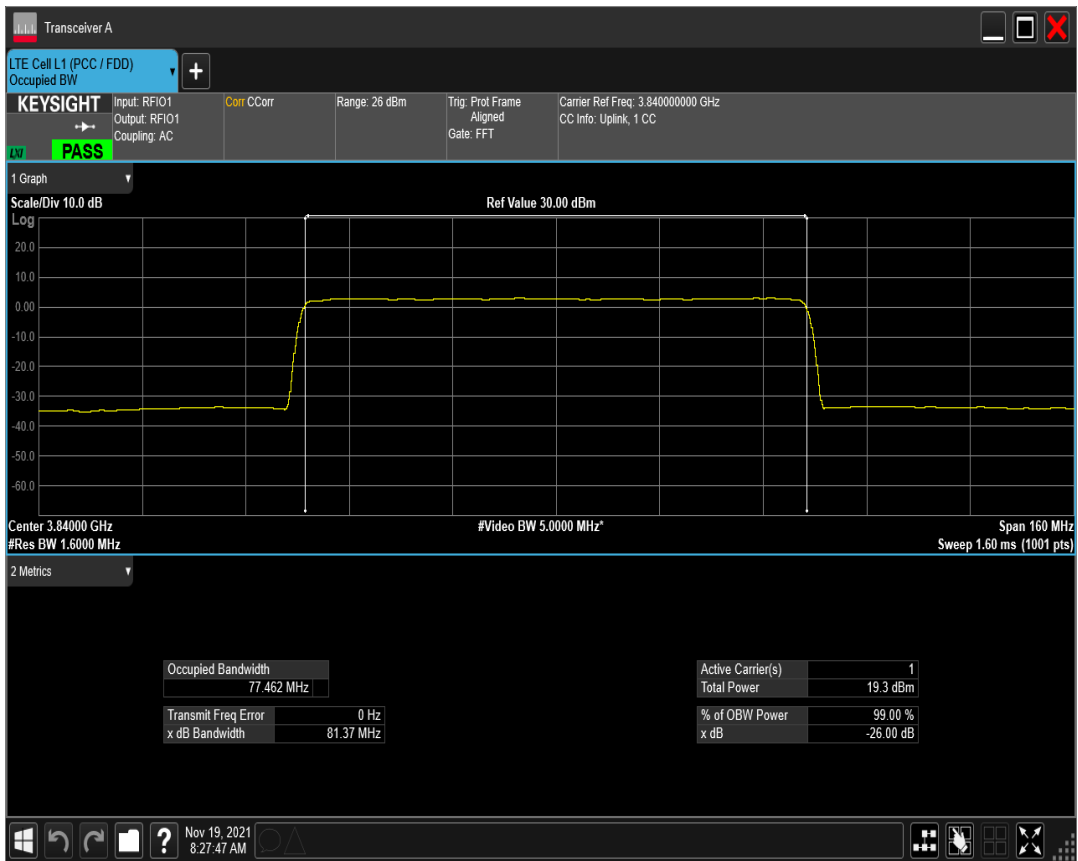 Transceiver A
LTE Cell L1 (PCC / FDD)
Occupied BW
KEYSIGHT
LXI
PASS
Input: RFIO1
Output: RFIO1
Coupling: AC
Corr CCorr
Range: 26 dBm
Trig: Prot Frame
Aligned
Gate: FFT
Carrier Ref Freq: 3.840000000 GHz
CC Info: Uplink, 1 CC
1 Graph
Scale/Div 10.0 dB
Ref Value 30.00 dBm
Log
20.0
10.0
0.00
-10.0
-20.0
-30.0
-40.0
-50.0
-60.0
Center 3.84000 GHz
#Video BW 5.0000 MHz*
Span 160 MHz
#Res BW 1.6000 MHz
Sweep 1.60 ms (1001 pts)
2 Metrics
Occupied Bandwidth
77.462 MHz
Transmit Freq Error 0 Hz
x dB Bandwidth 81.37 MHz
Active Carrier(s) 1
Total Power 19.3 dBm
% of OBW Power 99.00 %
x dB -26.00 dB
Nov 19, 2021
8:27:47 AM